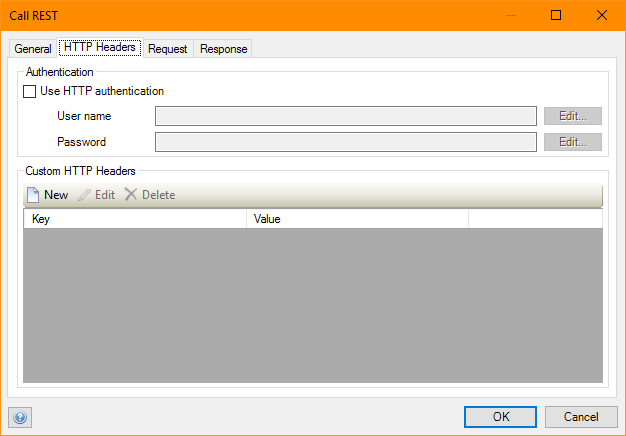 Call REST
General HTTP Headers Request Response
Authentication
Use HTTP authentication
User name Edit...
Password Edit...
Custom HTTP Headers
New Edit Delete
Key Value
OK Cancel